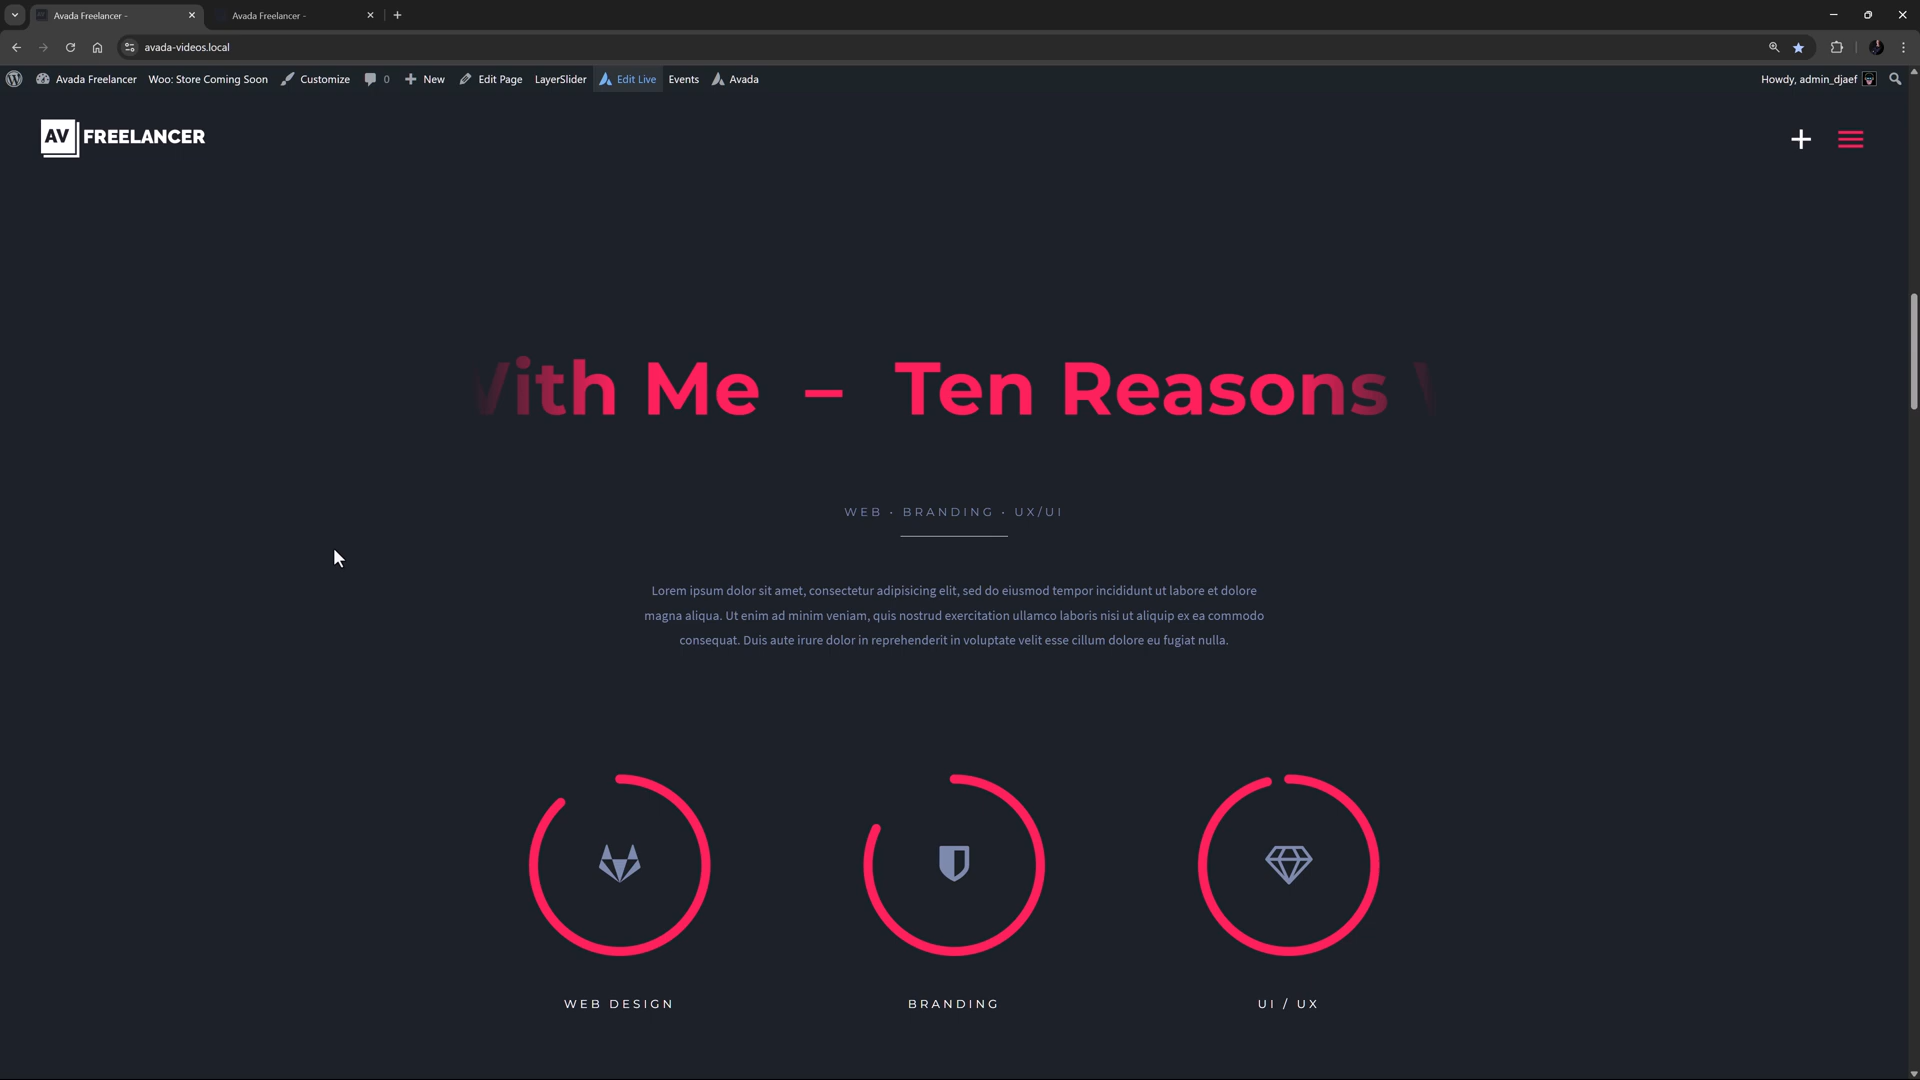 Avada Freelancer -
Avada Freelancer -
avada-videos.local
Avada Freelancer
Woo: Store Coming Soon
Customize
0
New
Edit Page
LayerSlider
Edit Live
Events
Avada
Howdy, admin_djaef
AV FREELANCER
With Me – Ten Reasons
WEB • BRANDING • UX/UI
Lorem ipsum dolor sit amet, consectetur adipisicing elit, sed do eiusmod tempor incididunt ut labore et dolore
magna aliqua. Ut enim ad minim veniam, quis nostrud exercitation ullamco laboris nisi ut aliquip ex ea commodo
consequat. Duis aute irure dolor in reprehenderit in voluptate velit esse cillum dolore eu fugiat nulla.
WEB DESIGN
BRANDING
UI / UX